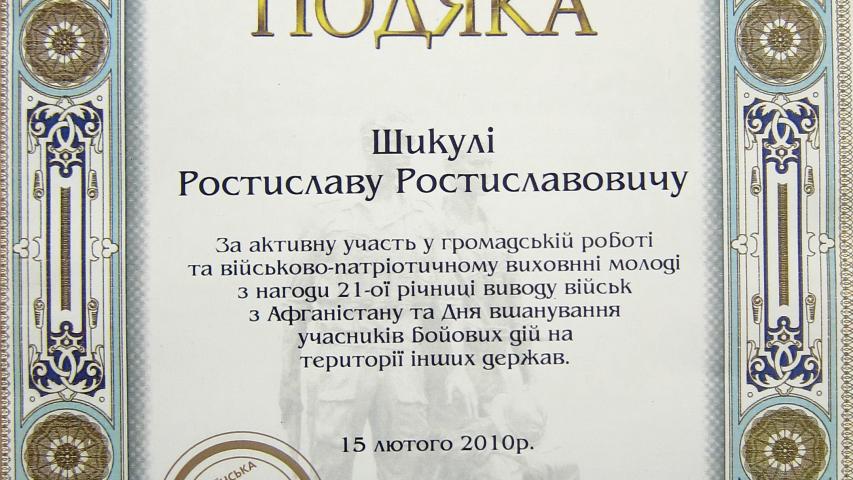 ПОДЯКА
Шикулі
Ростиславу Ростиславовичу
За активну участь у громадській роботі
та військово-патріотичному виховнні молоді
з нагоди 21-ої річниці виводу військ
з Афганістану та Дня вшанування
учасників бойових дій на
території інших держав.
15 лютого 2010р.